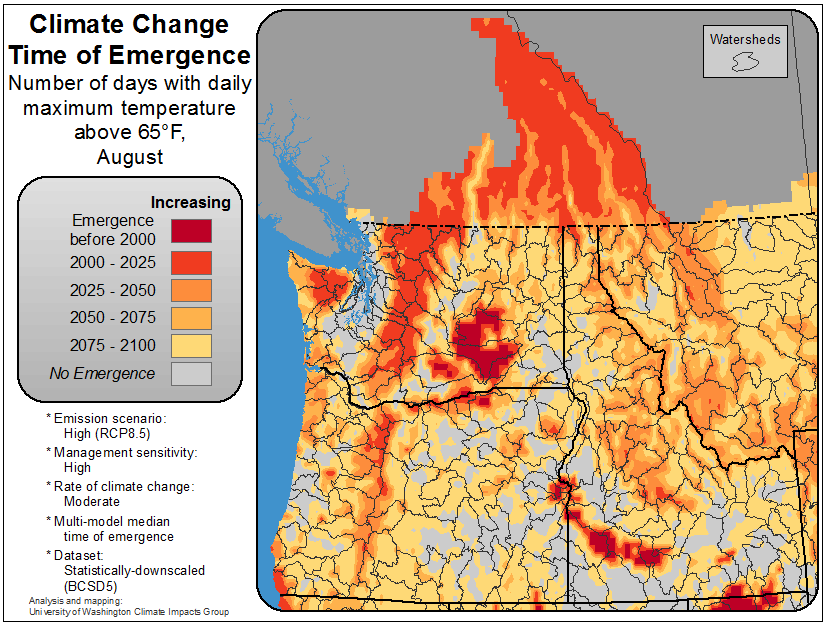 Climate Change
Time of Emergence
Number of days with daily
maximum temperature
above 65°F,
August
Increasing
Emergence
before 2000
2000 - 2025
2025 - 2050
2050 - 2075
2075 - 2100
No Emergence
* Emission scenario:
High (RCP8.5)
* Management sensitivity:
High
* Rate of climate change:
Moderate
* Multi-model median
time of emergence
* Dataset:
Statistically-downscaled
(BCSD5)
Analysis and mapping:
University of Washington Climate Impacts Group
Watersheds